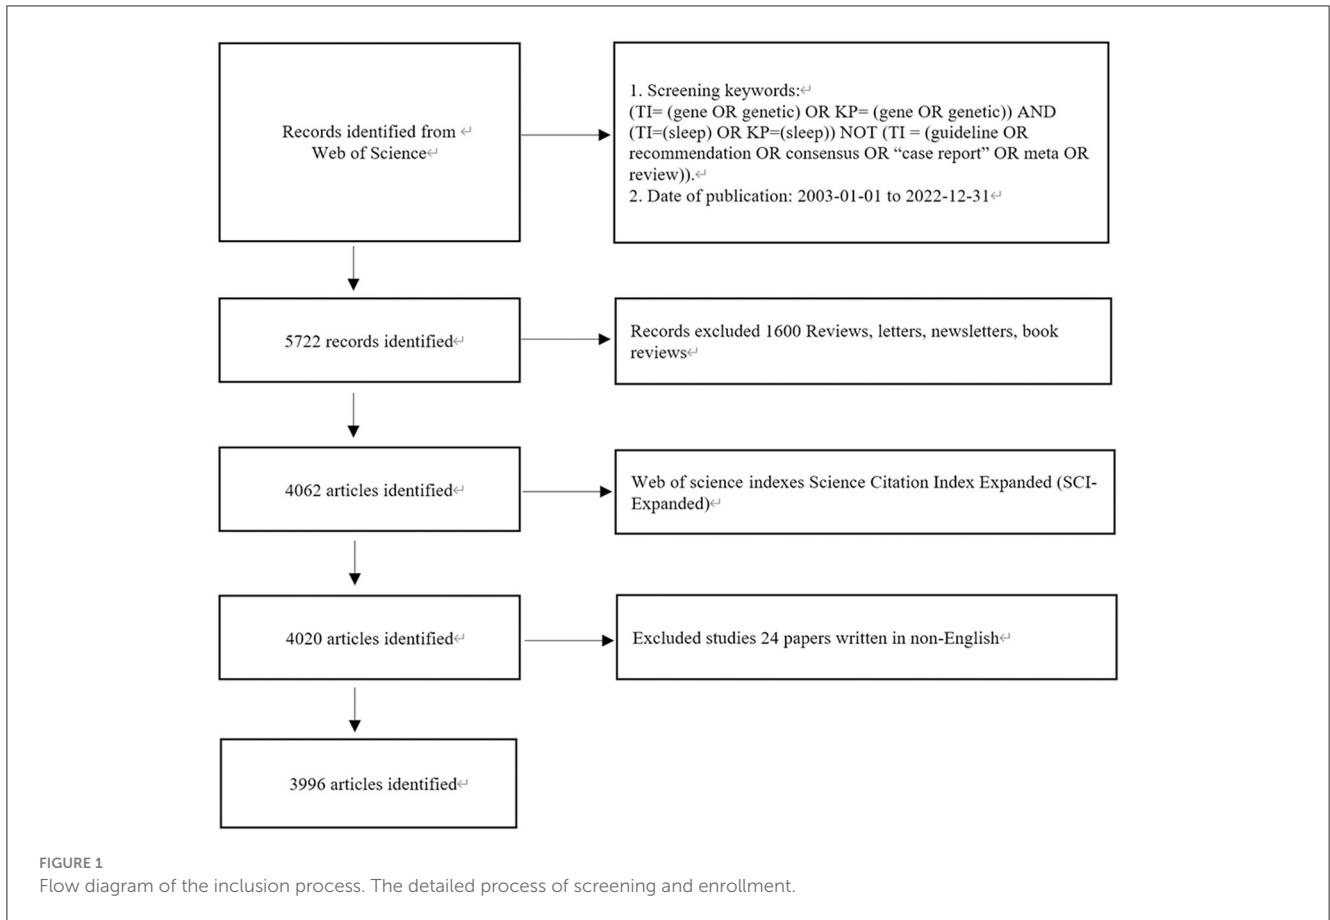 Records identified from ↵
Web of Science↵
1. Screening keywords:↵
(TI= (gene OR genetic) OR KP= (gene OR genetic)) AND
(TI=(sleep) OR KP=(sleep)) NOT (TI = (guideline OR
recommendation OR consensus OR “case report” OR meta OR
review)).↵
2. Date of publication: 2003-01-01 to 2022-12-31↵
5722 records identified↵
Records excluded 1600 Reviews, letters, newsletters, book
reviews↵
4062 articles identified↵
Web of science indexes Science Citation Index Expanded (SCI-
Expanded)↵
4020 articles identified↵
Excluded studies 24 papers written in non-English↵
3996 articles identified↵
FIGURE 1
Flow diagram of the inclusion process. The detailed process of screening and enrollment.